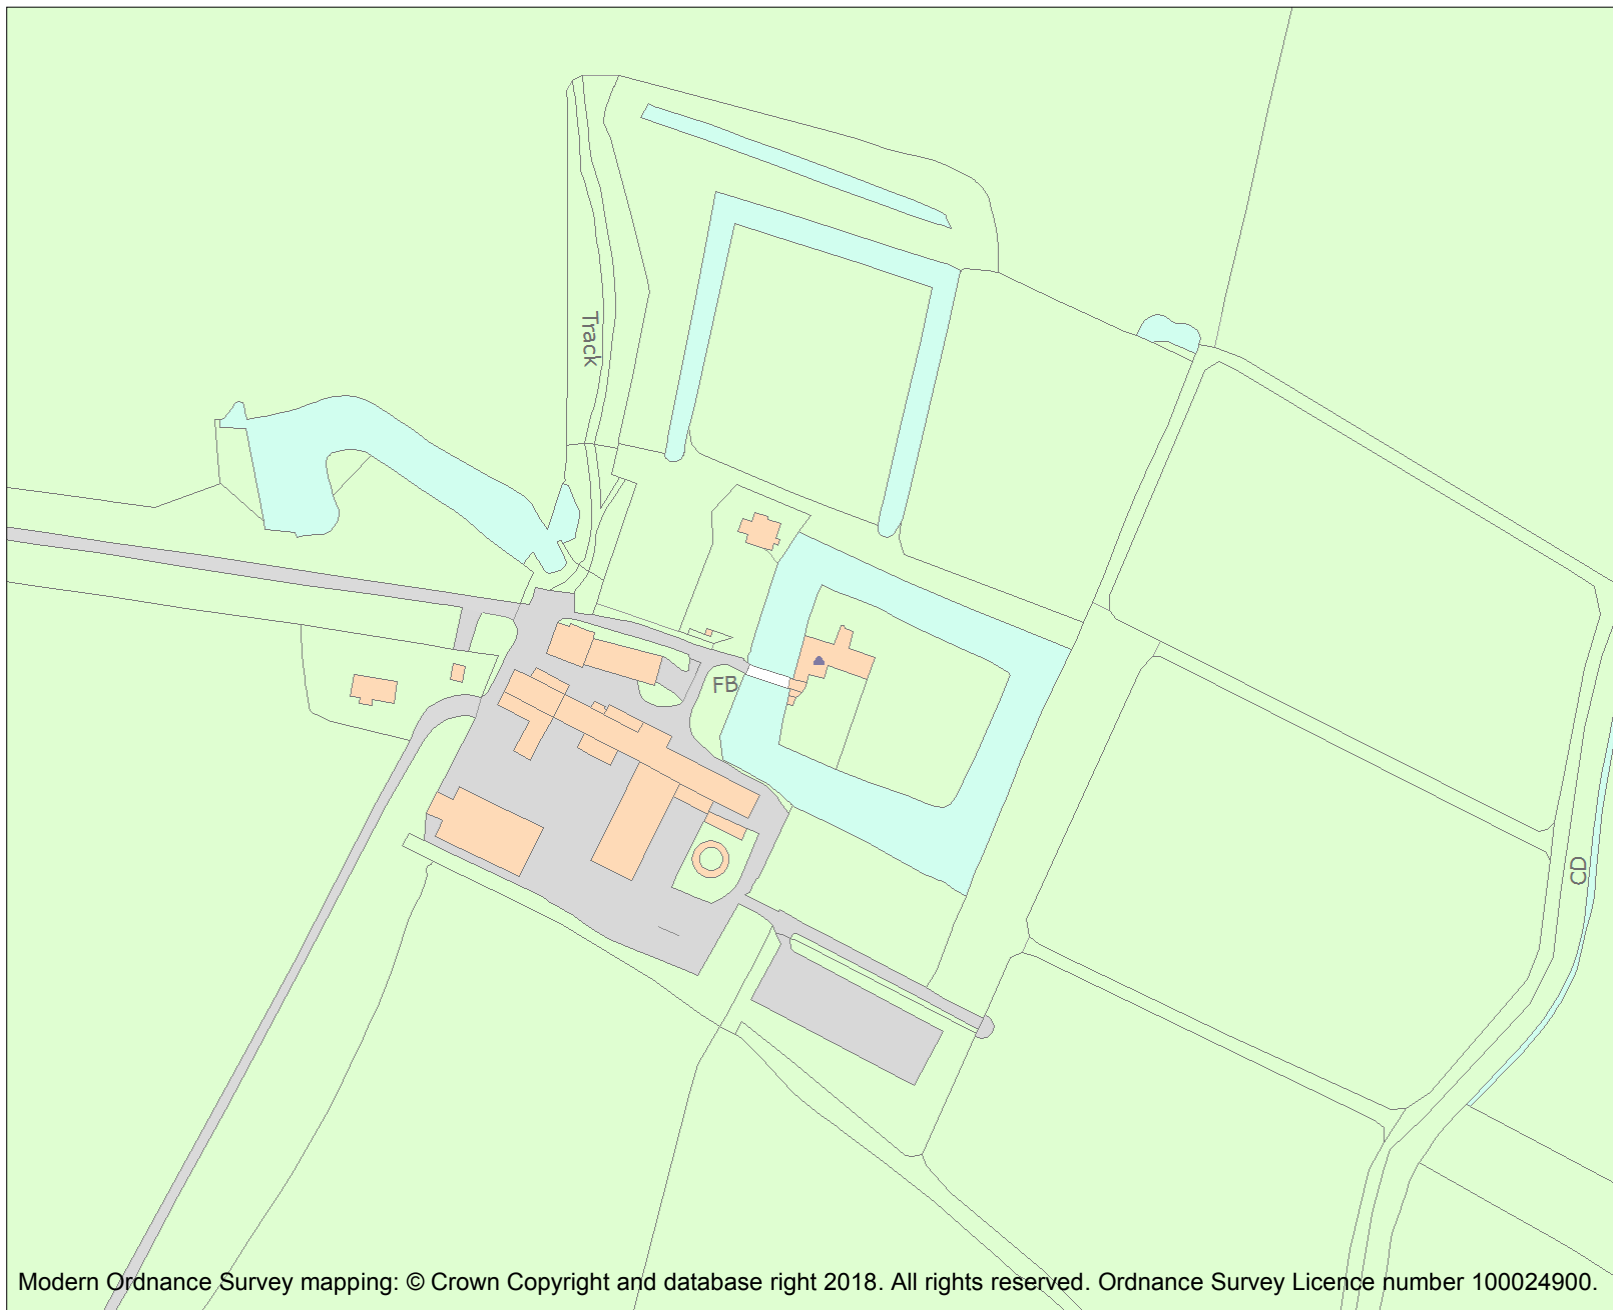 Track
FB
CD
Modern Ordnance Survey mapping: © Crown Copyright and database right 2018. All rights reserved. Ordnance Survey Licence number 100024900.